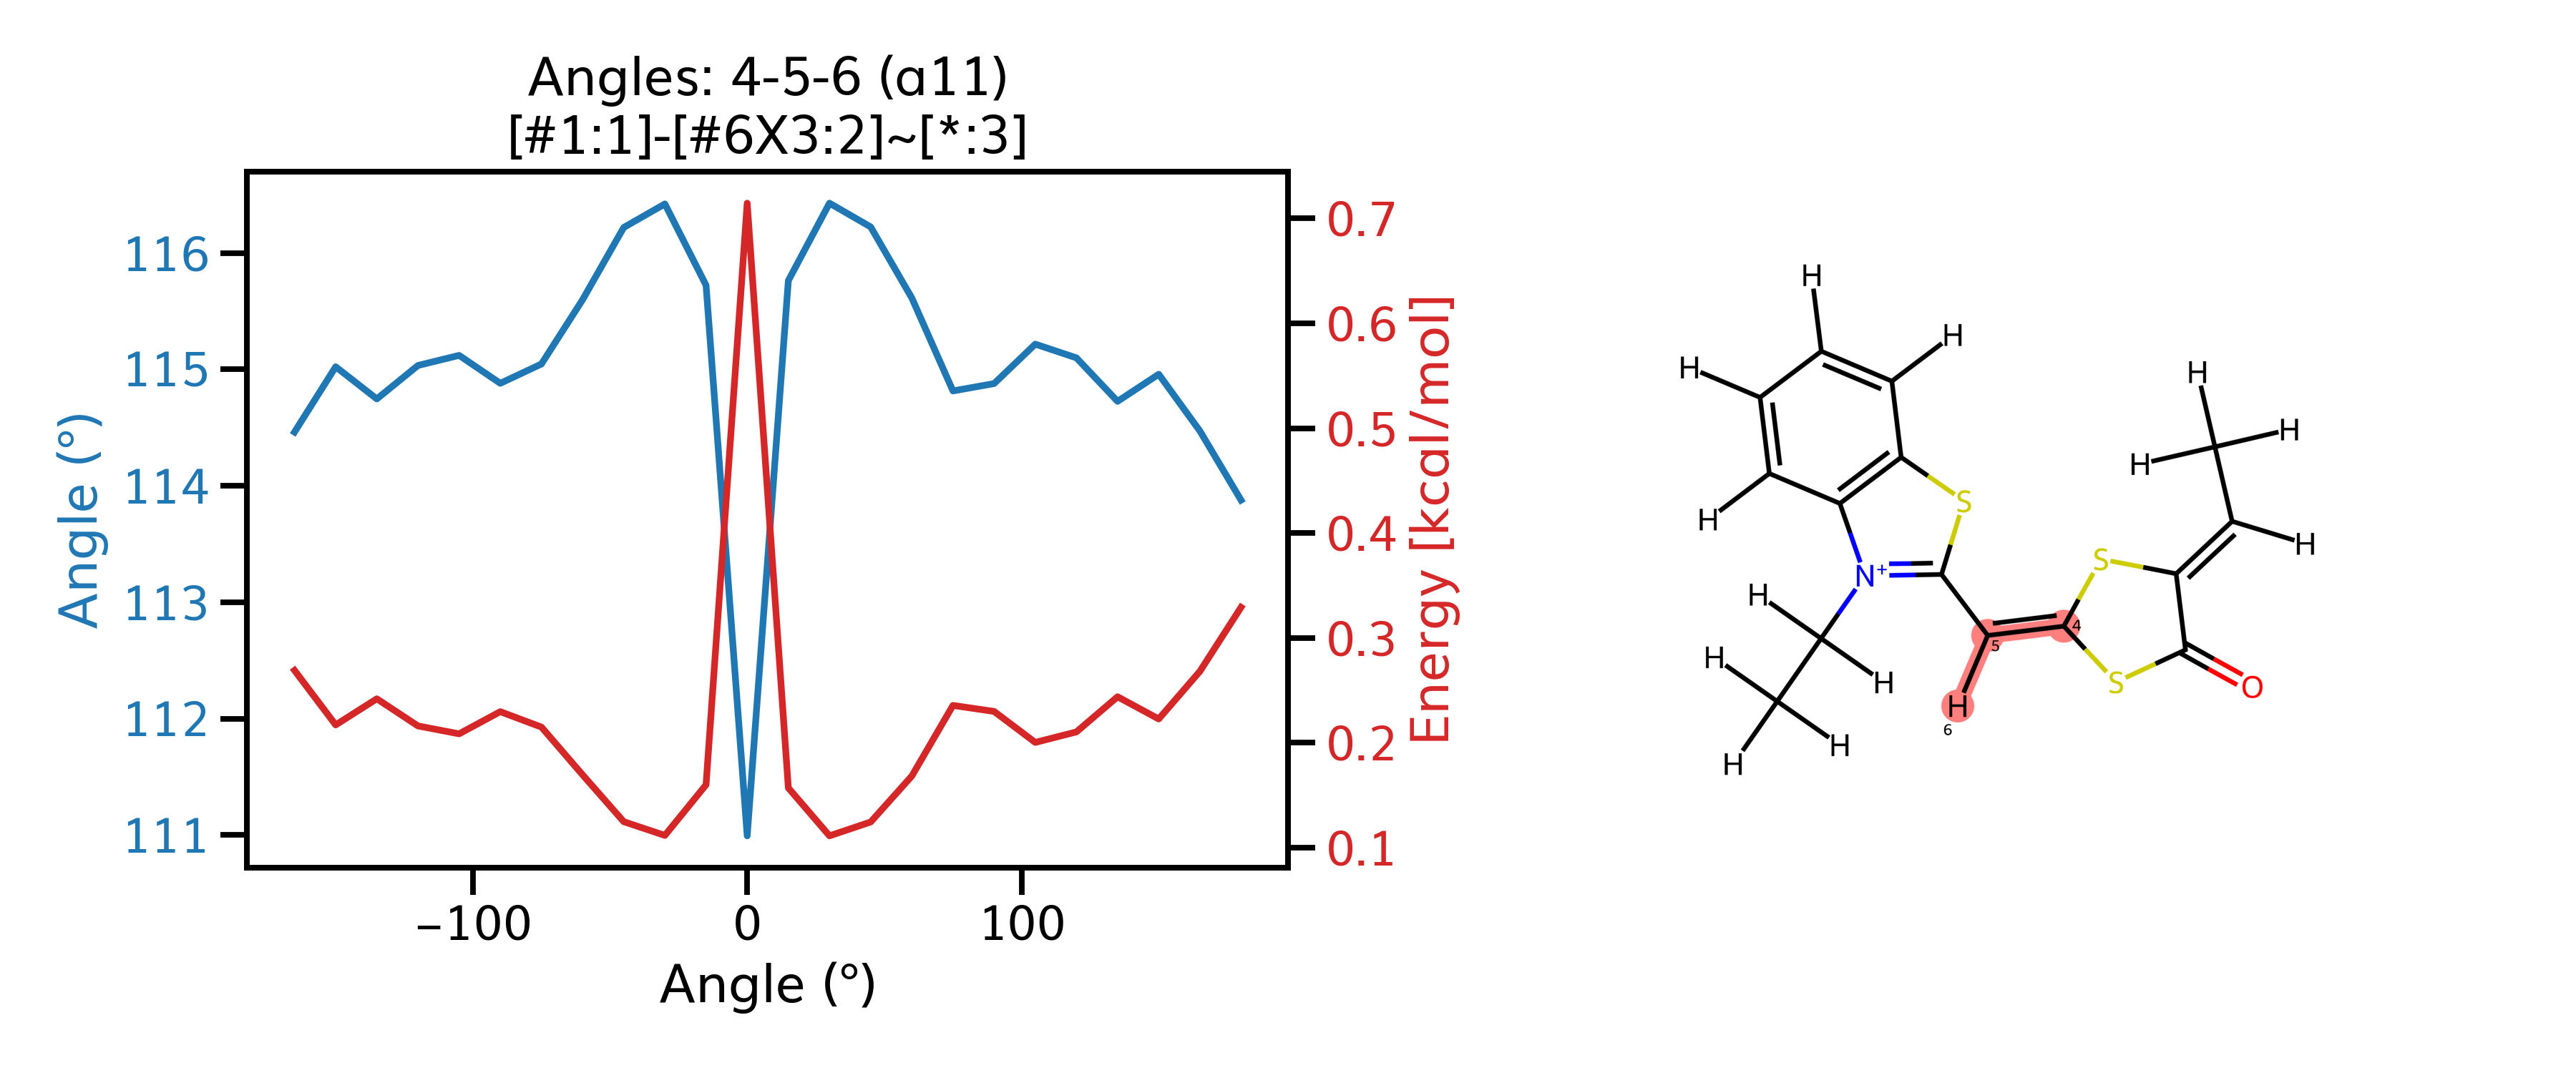 Angles: 4-5-6 (a11)
[#1:1]-[#6X3:2]~[*:3]
116
115
114
113
112
111
Angle (°)
0.7
0.6
0.5
0.4
0.3
0.2
0.1
Energy [kcal/mol]
−100
0
100
Angle (°)
H
H
H
H
H
H
H
S
H
H
S
N+
H
4
5
H
H
S
O
H
6
H
H